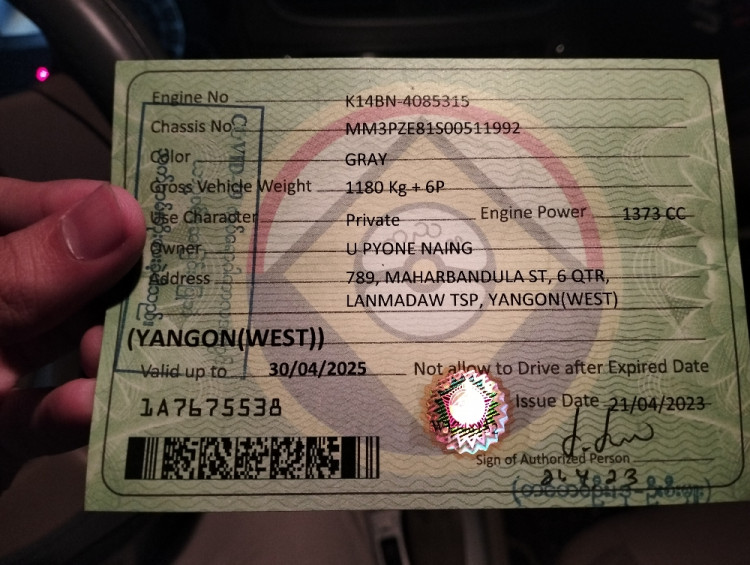 Engine No K14BN-4085315
Chassis No MM3PZE81S00511992
Color GRAY
Gross Vehicle Weight 1180 Kg + 6P
Use Character Private Engine Power 1373 CC
Owner U PYONE NAING
Address 789, MAHARBANDULA ST, 6 QTR,
LANMADAW TSP, YANGON(WEST)
(YANGON(WEST))
Valid up to 30/04/2025 Not allow to Drive after Expired Date
1A7675538 Issue Date 21/04/2023
Sign of Authorized Person